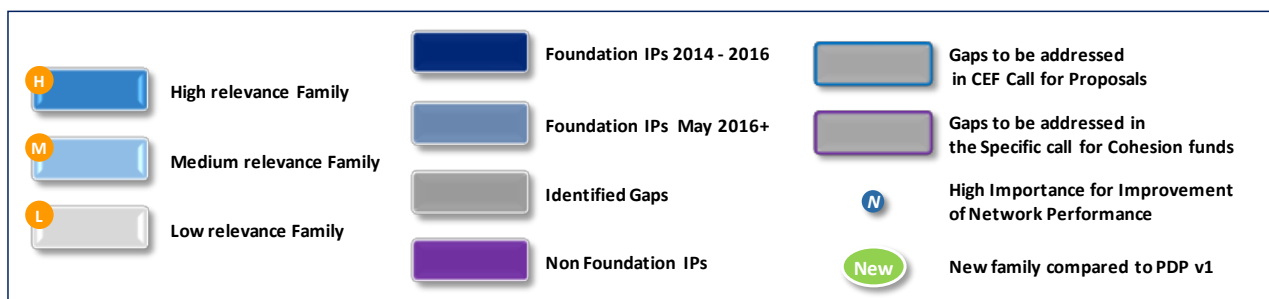 H
High relevance Family
M
Medium relevance Family
L
Low relevance Family
Foundation IPs 2014 - 2016
Foundation IPs May 2016+
Identified Gaps
Non Foundation IPs
Gaps to be addressed
in CEF Call for Proposals
Gaps to be addressed in
the Specific call for Cohesion funds
N
High Importance for Improvement
of Network Performance
New
New family compared to PDP v1